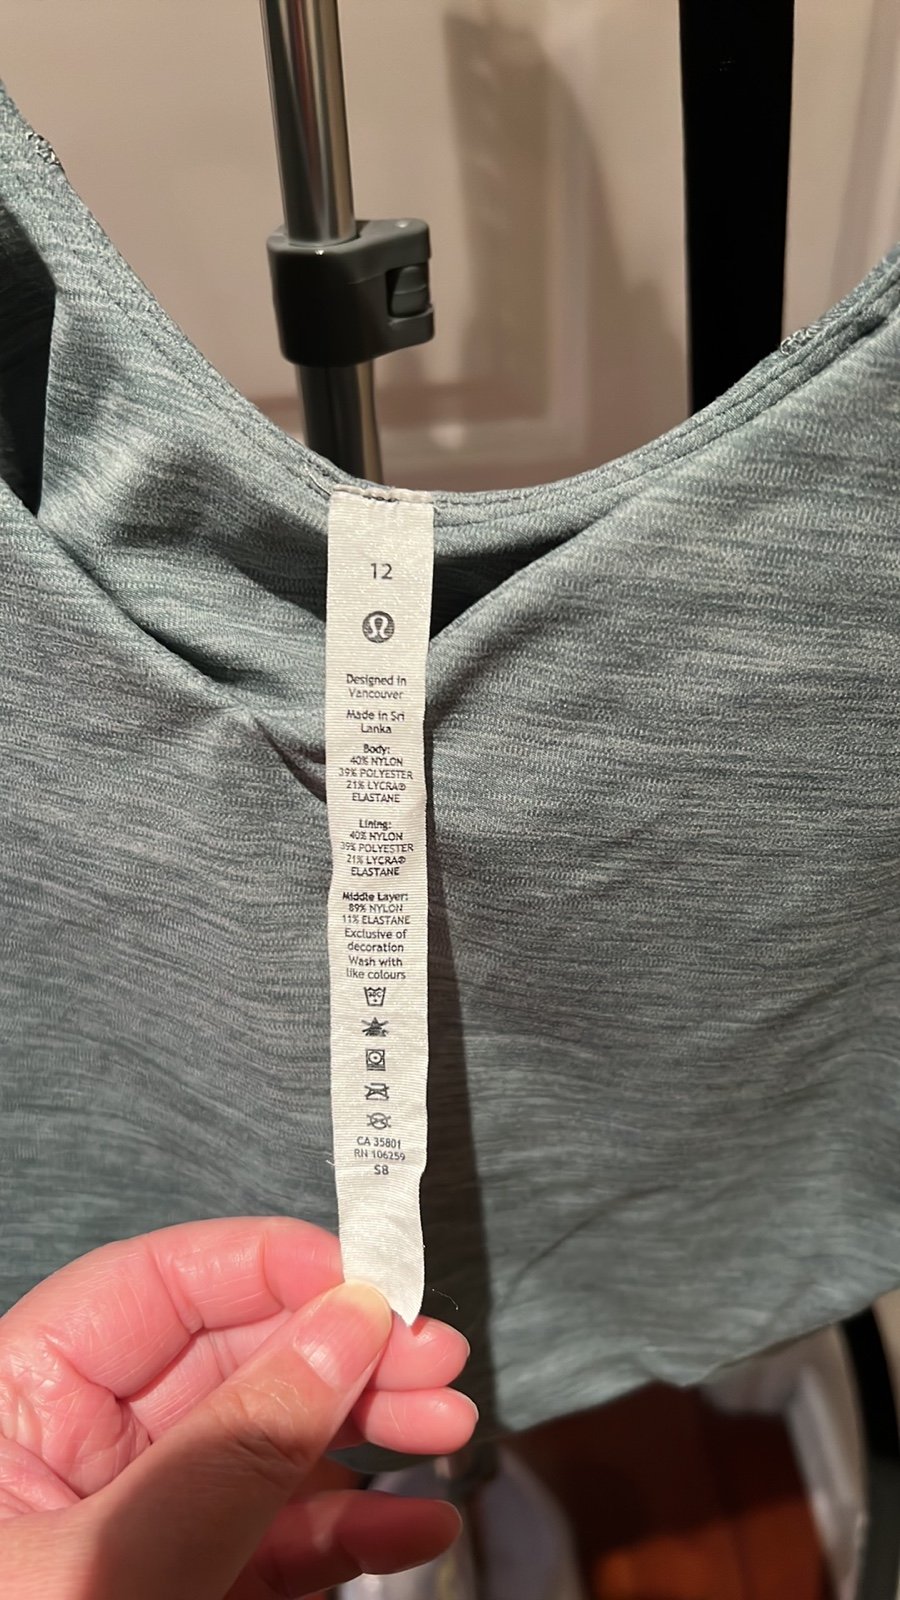 12
Designed in
Vancouver
Made in Sri
Lanka
Body:
40% NYLON
39% POLYESTER
21% LYCRA®
ELASTANE
Lining:
40% NYLON
39% POLYESTER
21% LYCRA®
ELASTANE
Middle Layer:
89% NYLON
11% ELASTANE
Exclusive of
decoration
Wash with
like colours
CA 35801
RN 106259
S8